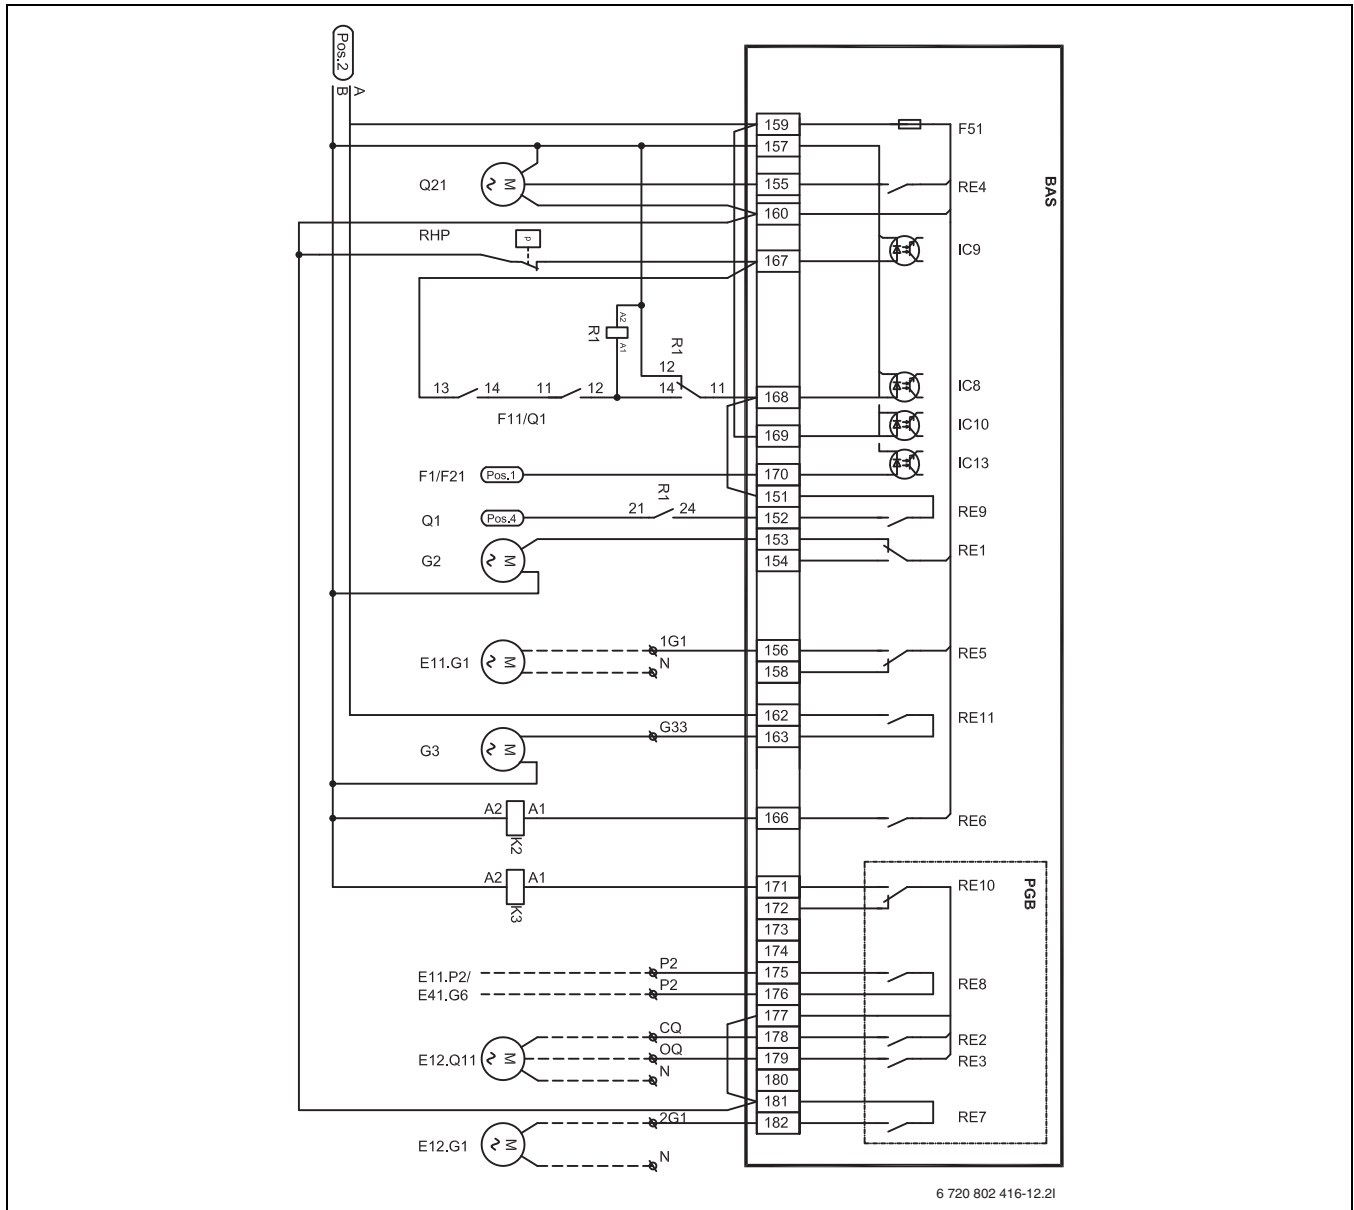 Pos.2
B A
BAS
159 F51
157
Q21 155 RE4
160
RHP P 167 IC9
A2
R1
A1
R1
12
13 14 11 12 14 11 168 IC8
F11/Q1
169 IC10
F1/F21 Pos.1 170 IC13
151
R1
Q1 Pos.4 21 24 152 RE9
153 RE1
G2 M ~ 154
1G1
E11.G1 M ~ 156 RE5
N
158
162 RE11
G33
G3 M ~ 163
A2 A1 166 RE6
K2
A2 A1 171 RE10
K3
PGB
172
173
174
P2
E11.P2/ 175 RE8
P2
E41.G6 176
177
CQ
178 RE2
OQ
E12.Q11 M ~ 179 RE3
N
180
181
2G1
182 RE7
E12.G1 M ~ N
M ~
6 720 802 416-12.2I